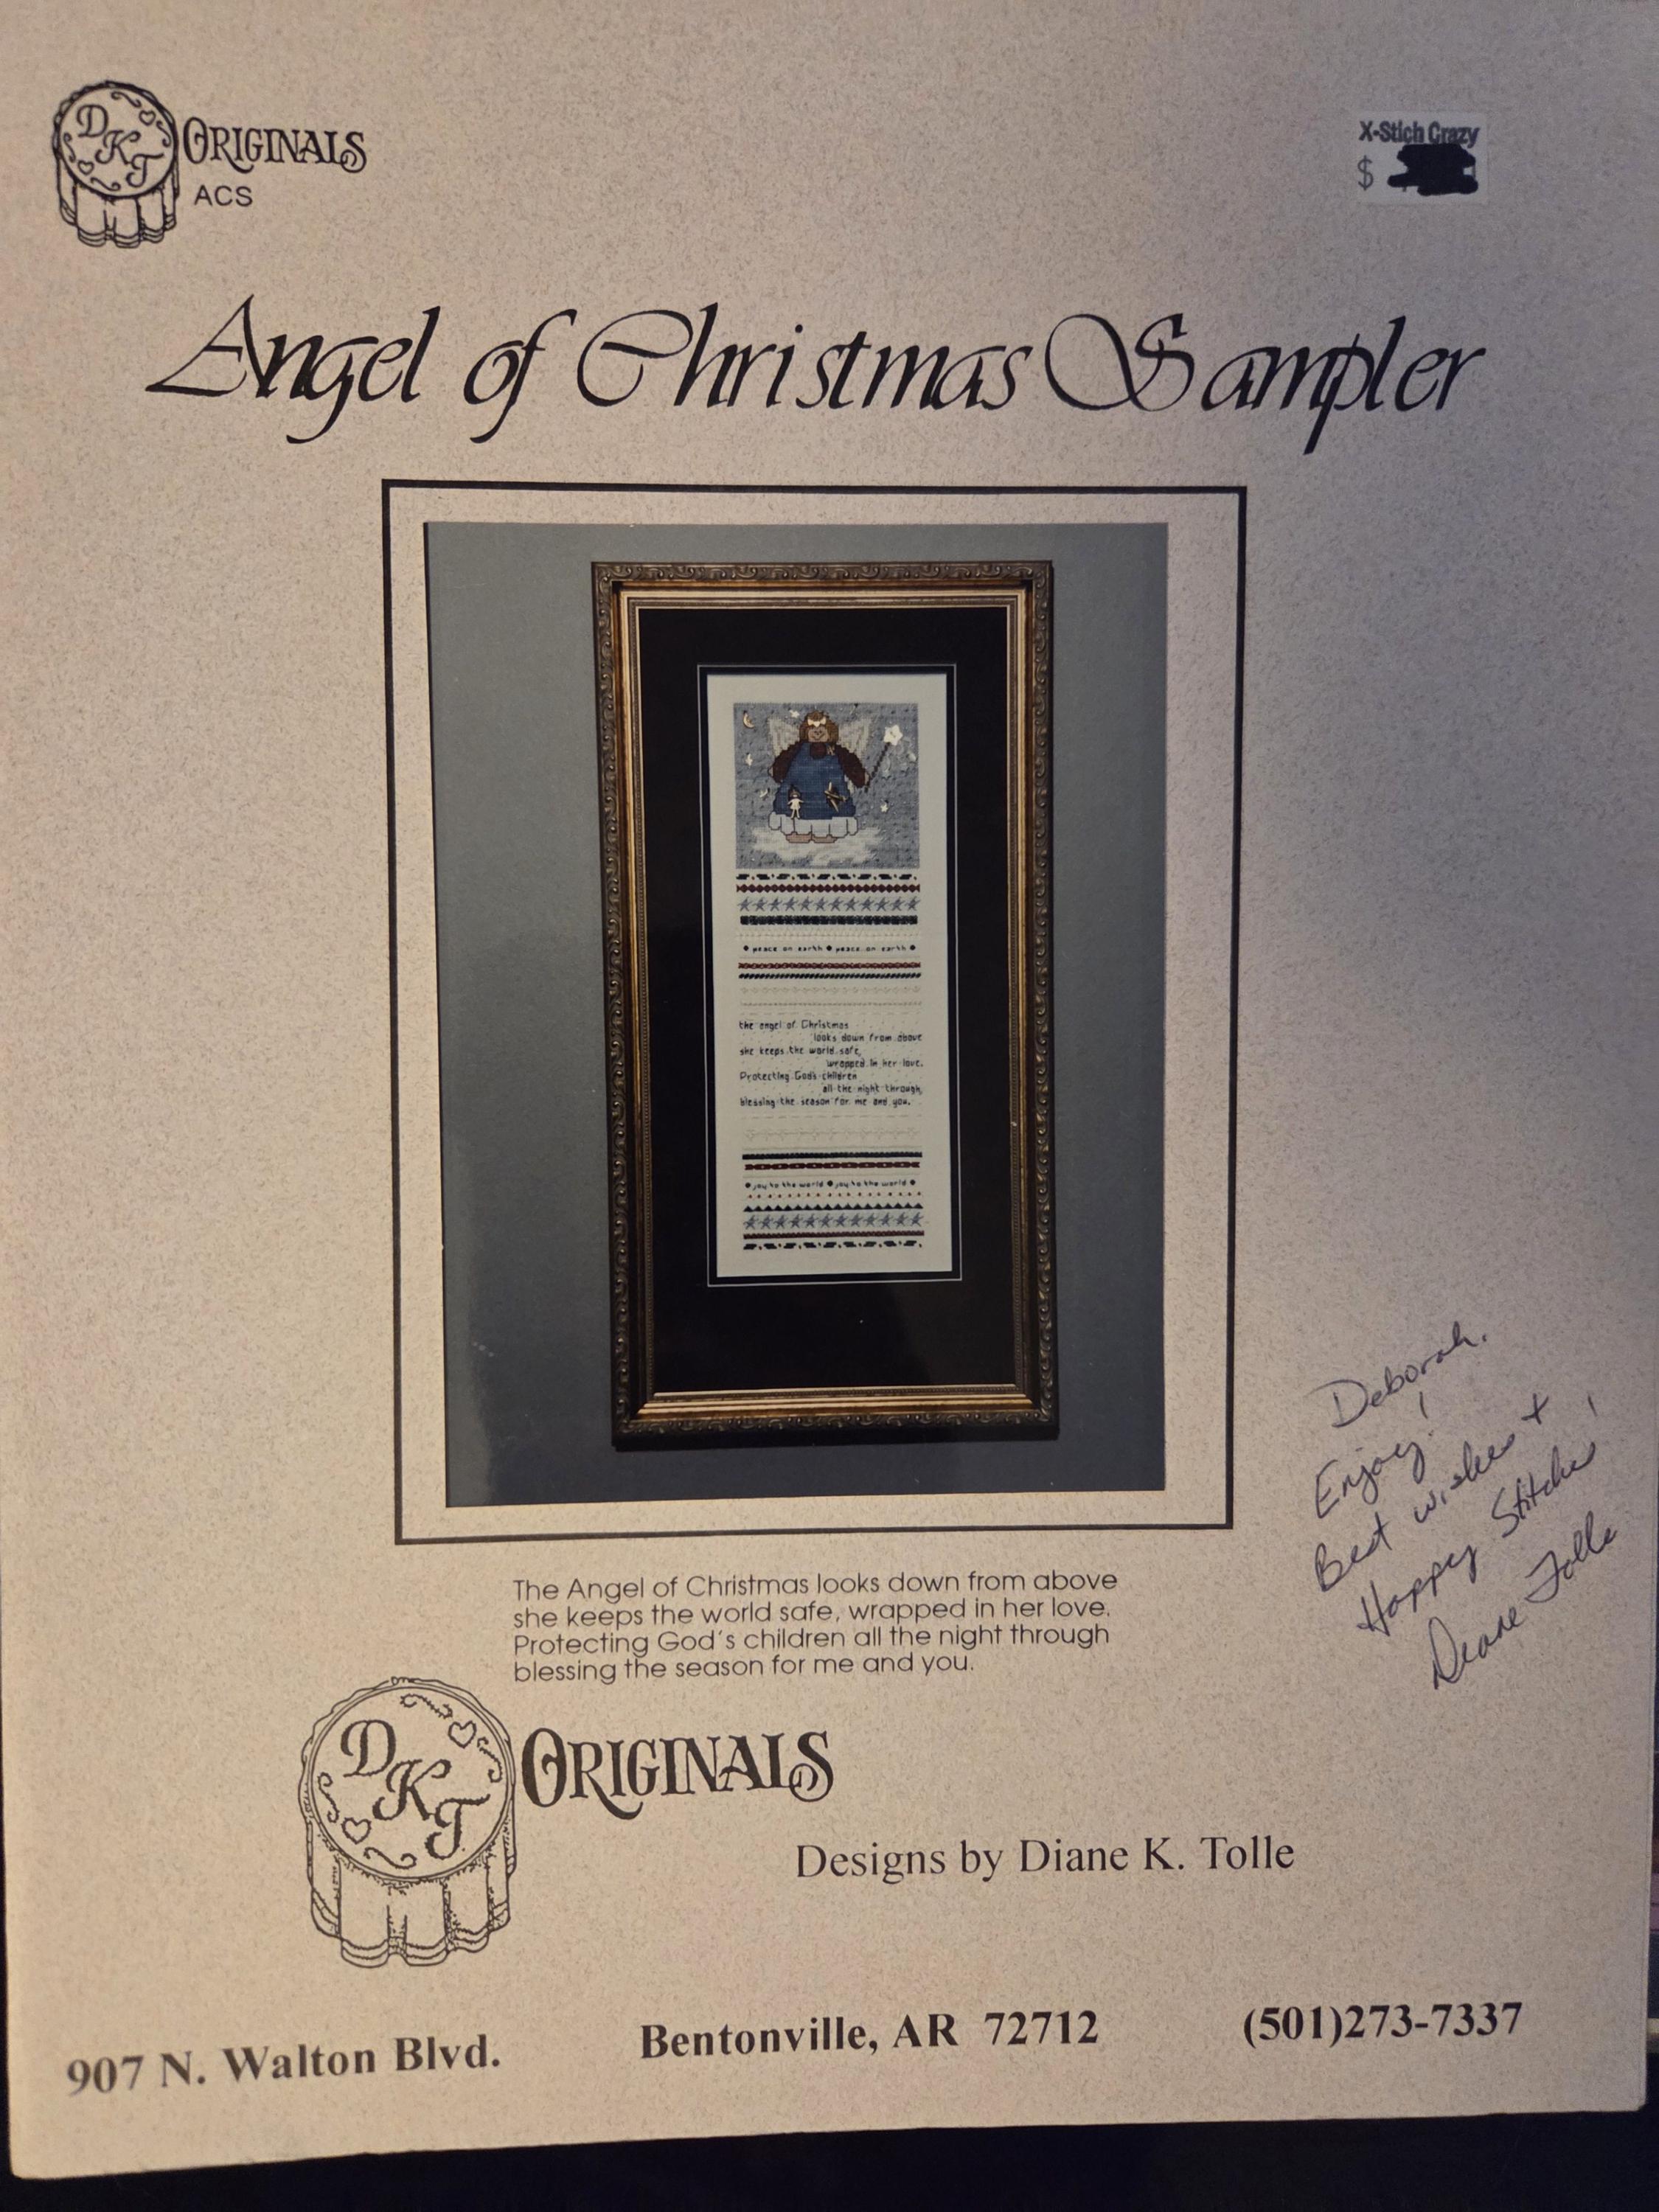 DKT ORIGINALS
ACS
X-Stich Crazy
$
Angel of Christmas Sampler
peace on earth peace on earth
the angel of Christmas
looks down from above
she keeps the world safe,
wrapped in her love.
Protecting God's children
all the night through,
blessing the season for me and you.
joy to the world joy to the world
Deborah.
Enjoy!
Best wishes +
Happy Stitches!
Diane Tolle
The Angel of Christmas looks down from above
she keeps the world safe, wrapped in her love.
Protecting God's children all the night through
blessing the season for me and you.
DKT ORIGINALS
Designs by Diane K. Tolle
907 N. Walton Blvd. Bentonville, AR 72712 (501)273-7337